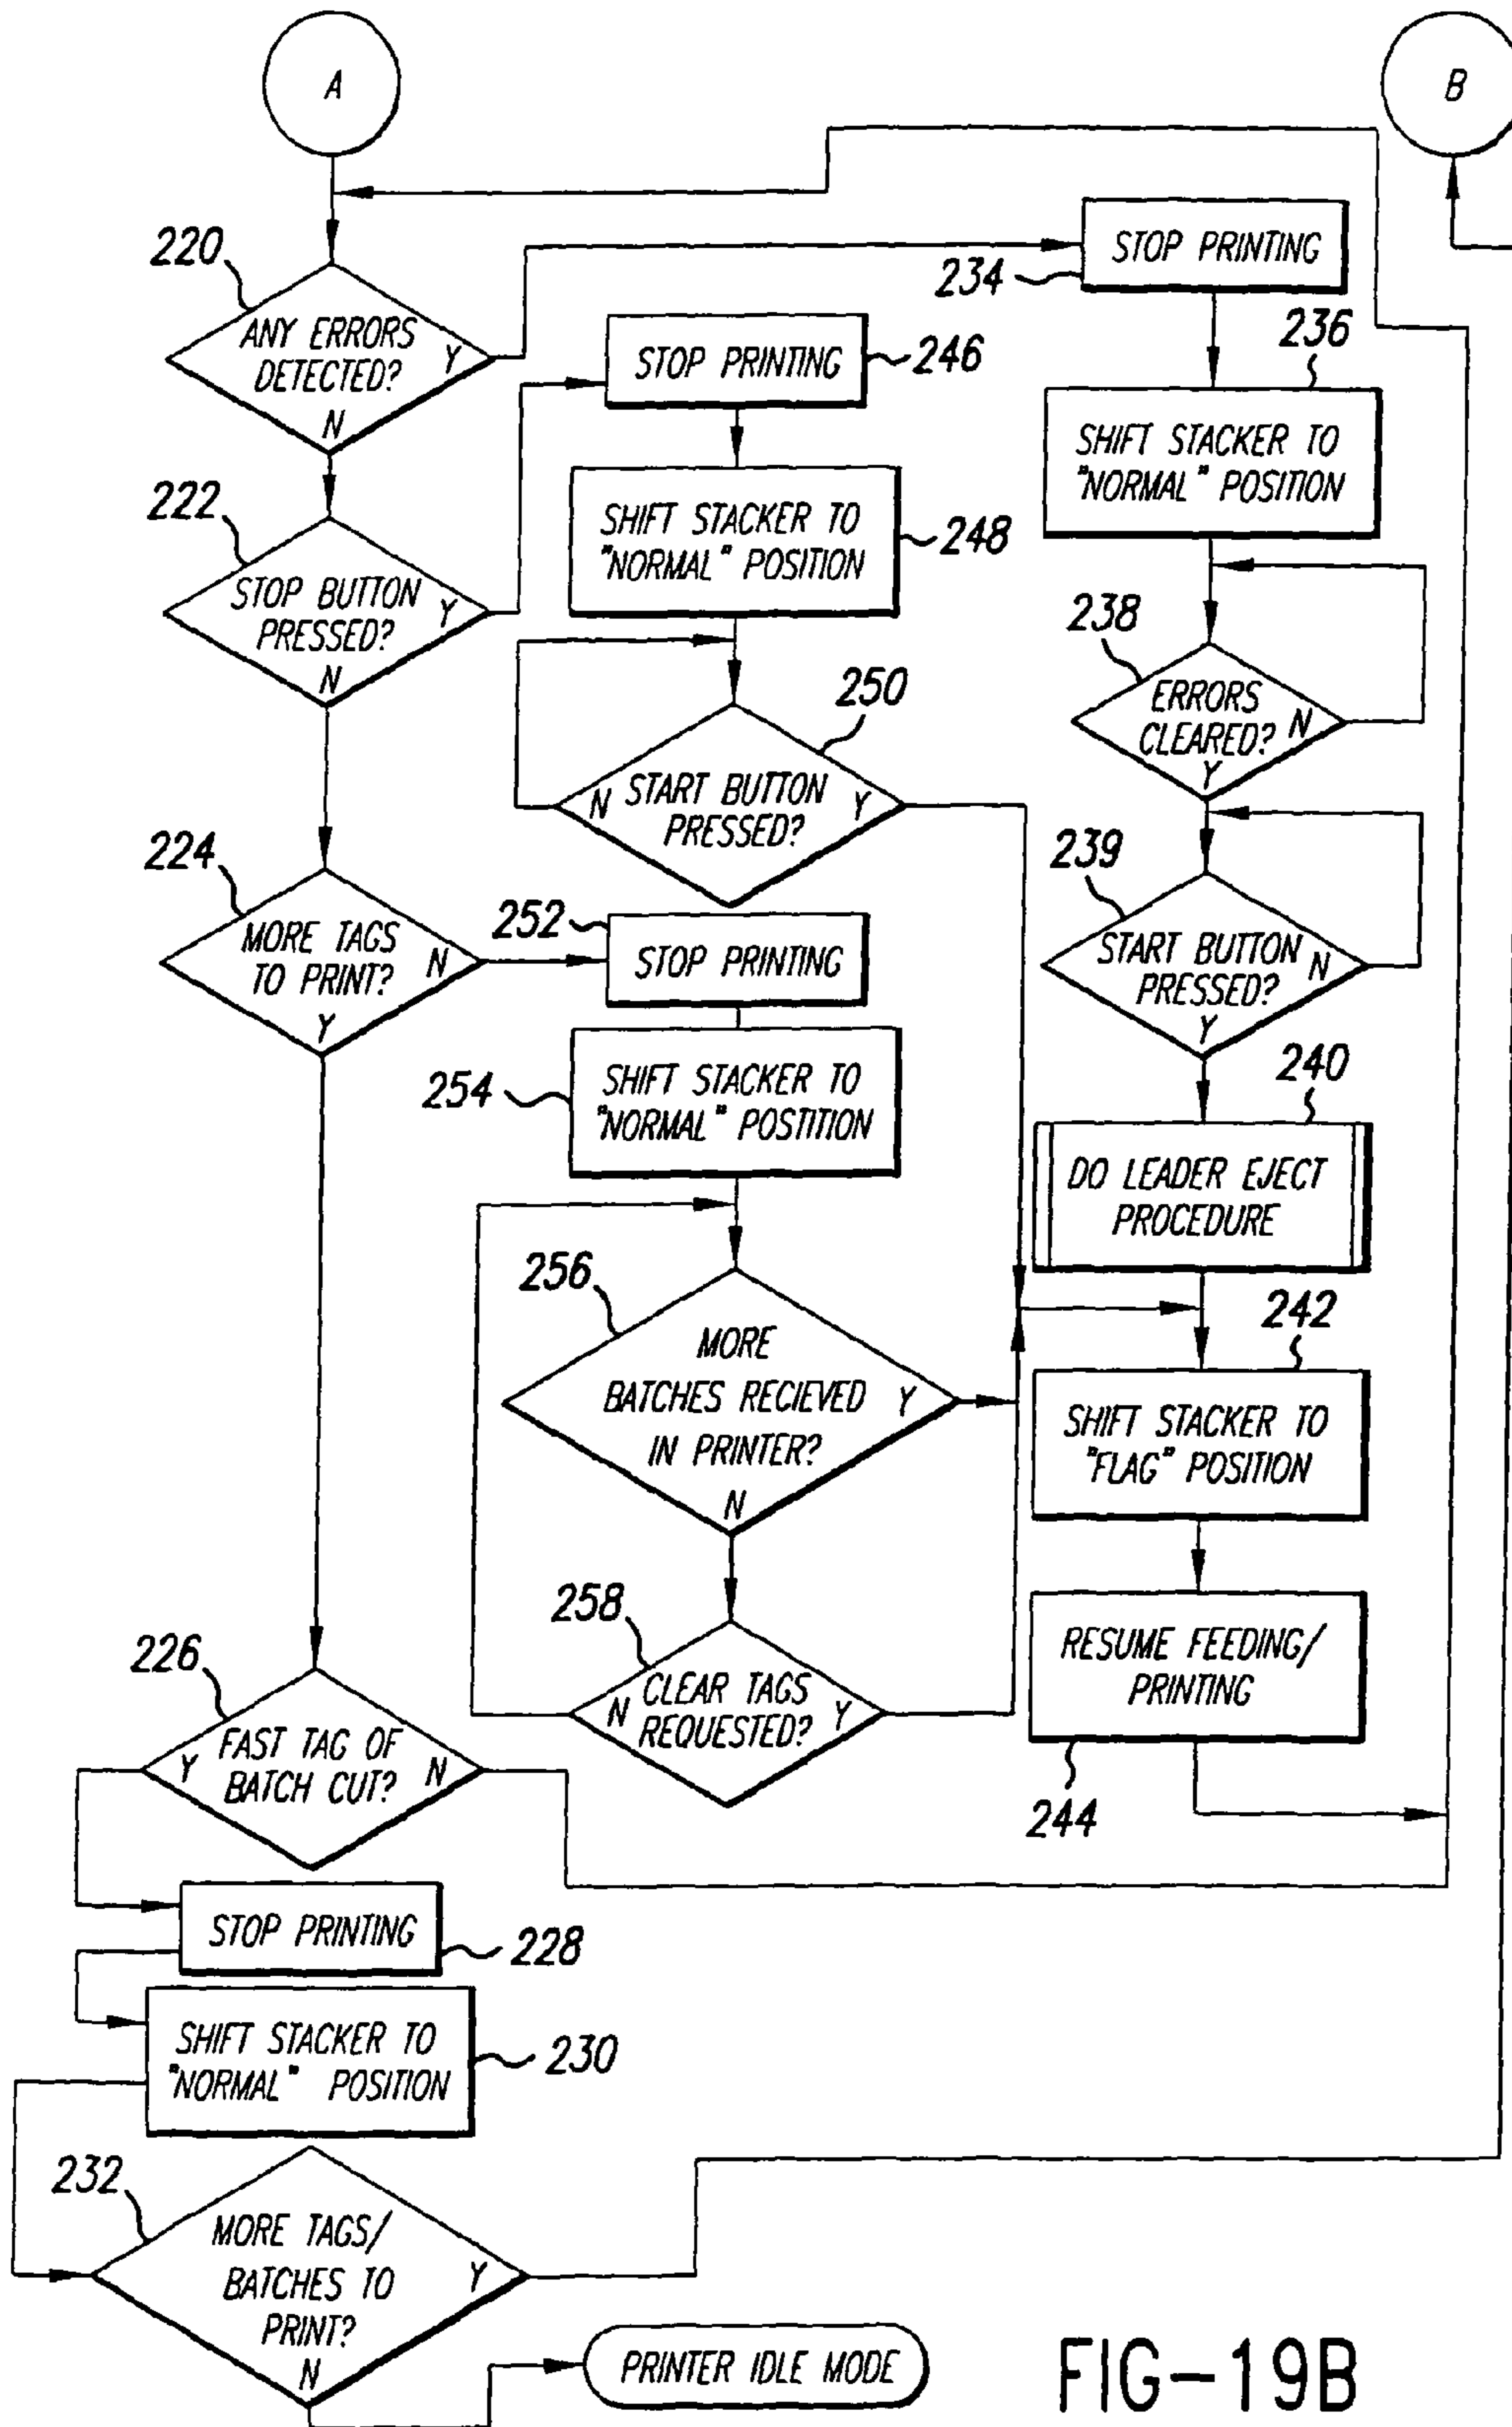 A
B
220
ANY ERRORS
DETECTED?
Y
N
STOP PRINTING
234
236
STOP PRINTING
246
SHIFT STACKER TO
"NORMAL" POSITION
222
STOP BUTTON
PRESSED?
Y
N
SHIFT STACKER TO
"NORMAL" POSITION
248
238
ERRORS
CLEARED?
N
Y
250
N
START BUTTON
PRESSED?
Y
224
MORE TAGS
TO PRINT?
N
Y
252
STOP PRINTING
239
START BUTTON
PRESSED?
N
Y
254
SHIFT STACKER TO
"NORMAL" POSTITION
240
DO LEADER EJECT
PROCEDURE
256
MORE
BATCHES RECIEVED
IN PRINTER?
Y
N
242
SHIFT STACKER TO
"FLAG" POSITION
258
N
CLEAR TAGS
REQUESTED?
Y
RESUME FEEDING/
PRINTING
244
226
Y
FAST TAG OF
BATCH CUT?
N
STOP PRINTING
228
SHIFT STACKER TO
"NORMAL" POSITION
230
232
MORE TAGS/
BATCHES TO
PRINT?
Y
N
PRINTER IDLE MODE
FIG-19B